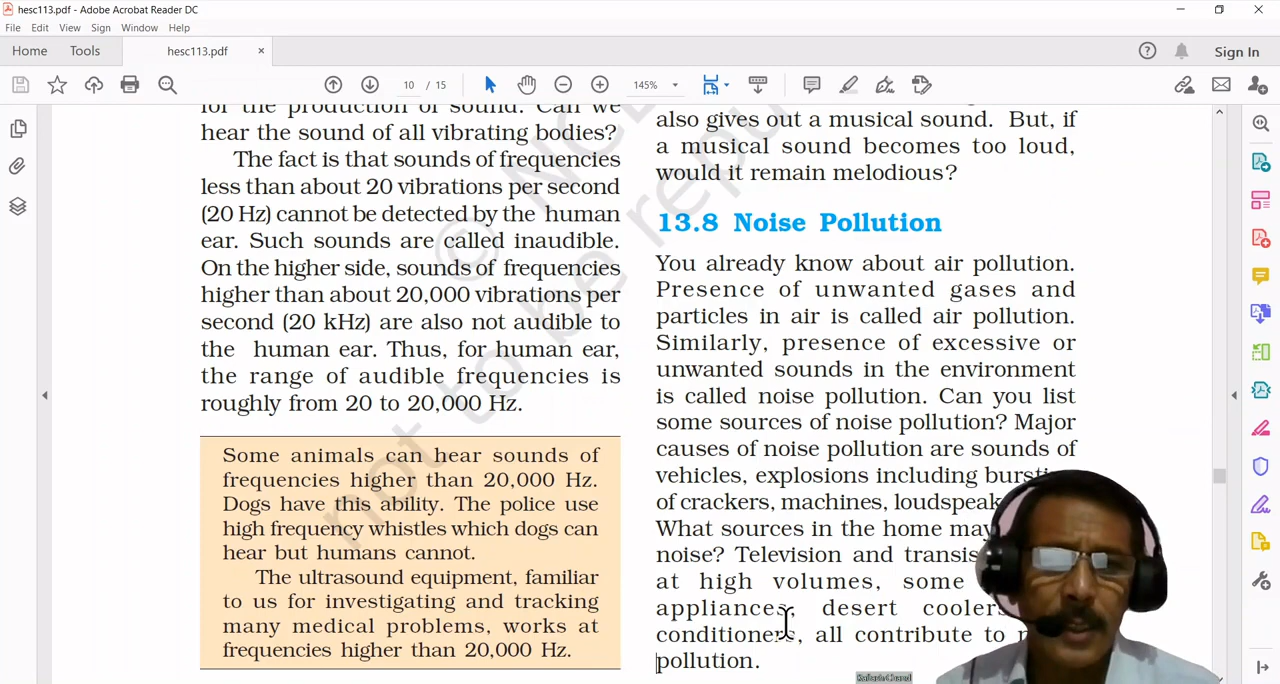 hesc113.pdf - Adobe Acrobat Reader DC
File Edit View Sign Window Help
Home Tools hesc113.pdf × Sign In
10 / 15 145%
for the production of sound. Can we
hear the sound of all vibrating bodies?
The fact is that sounds of frequencies
less than about 20 vibrations per second
(20 Hz) cannot be detected by the human
ear. Such sounds are called inaudible.
On the higher side, sounds of frequencies
higher than about 20,000 vibrations per
second (20 kHz) are also not audible to
the human ear. Thus, for human ear,
the range of audible frequencies is
roughly from 20 to 20,000 Hz.
Some animals can hear sounds of
frequencies higher than 20,000 Hz.
Dogs have this ability. The police use
high frequency whistles which dogs can
hear but humans cannot.
The ultrasound equipment, familiar
to us for investigating and tracking
many medical problems, works at
frequencies higher than 20,000 Hz.
also gives out a musical sound. But, if
a musical sound becomes too loud,
would it remain melodious?
13.8 Noise Pollution
You already know about air pollution.
Presence of unwanted gases and
particles in air is called air pollution.
Similarly, presence of excessive or
unwanted sounds in the environment
is called noise pollution. Can you list
some sources of noise pollution? Major
causes of noise pollution are sounds of
vehicles, explosions including
of crackers, machines,
What sources in the home may
noise? Television and
at high volumes, some
appliances, desert coolers
conditioners, all contribute to
pollution.
©
not to be